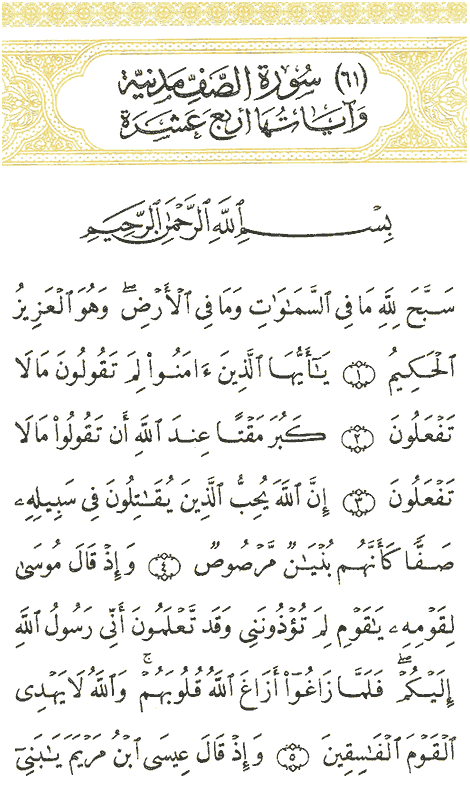 (٦١) سُورَةُ الصَّفِّ مَدَنِيَّة
وَآيَاتُهَا أَرْبَعَ عَشْرَة
بِسْمِ ٱللَّهِ ٱلرَّحْمَٰنِ ٱلرَّحِيمِ
سَبَّحَ لِلَّهِ مَا فِي ٱلسَّمَٰوَٰتِ وَمَا فِي ٱلْأَرْضِۖ وَهُوَ ٱلْعَزِيزُ
ٱلْحَكِيمُ ١ يَٰٓأَيُّهَا ٱلَّذِينَ ءَامَنُوا۟ لِمَ تَقُولُونَ مَا لَا
تَفْعَلُونَ ٢ كَبُرَ مَقْتًا عِندَ ٱللَّهِ أَن تَقُولُوا۟ مَا لَا
تَفْعَلُونَ ٣ إِنَّ ٱللَّهَ يُحِبُّ ٱلَّذِينَ يُقَٰتِلُونَ فِي سَبِيلِهِۦ
صَفًّا كَأَنَّهُم بُنْيَٰنٌ مَّرْصُوصٌ ٤ وَإِذْ قَالَ مُوسَىٰ
لِقَوْمِهِۦ يَٰقَوْمِ لِمَ تُؤْذُونَنِي وَقَد تَّعْلَمُونَ أَنِّي رَسُولُ ٱللَّهِ
إِلَيْكُمْۖ فَلَمَّا زَاغُوٓا۟ أَزَاغَ ٱللَّهُ قُلُوبَهُمْۚ وَٱللَّهُ لَا يَهْدِي
ٱلْقَوْمَ ٱلْفَٰسِقِينَ ٥ وَإِذْ قَالَ عِيسَى ٱبْنُ مَرْيَمَ يَٰبَنِيٓ